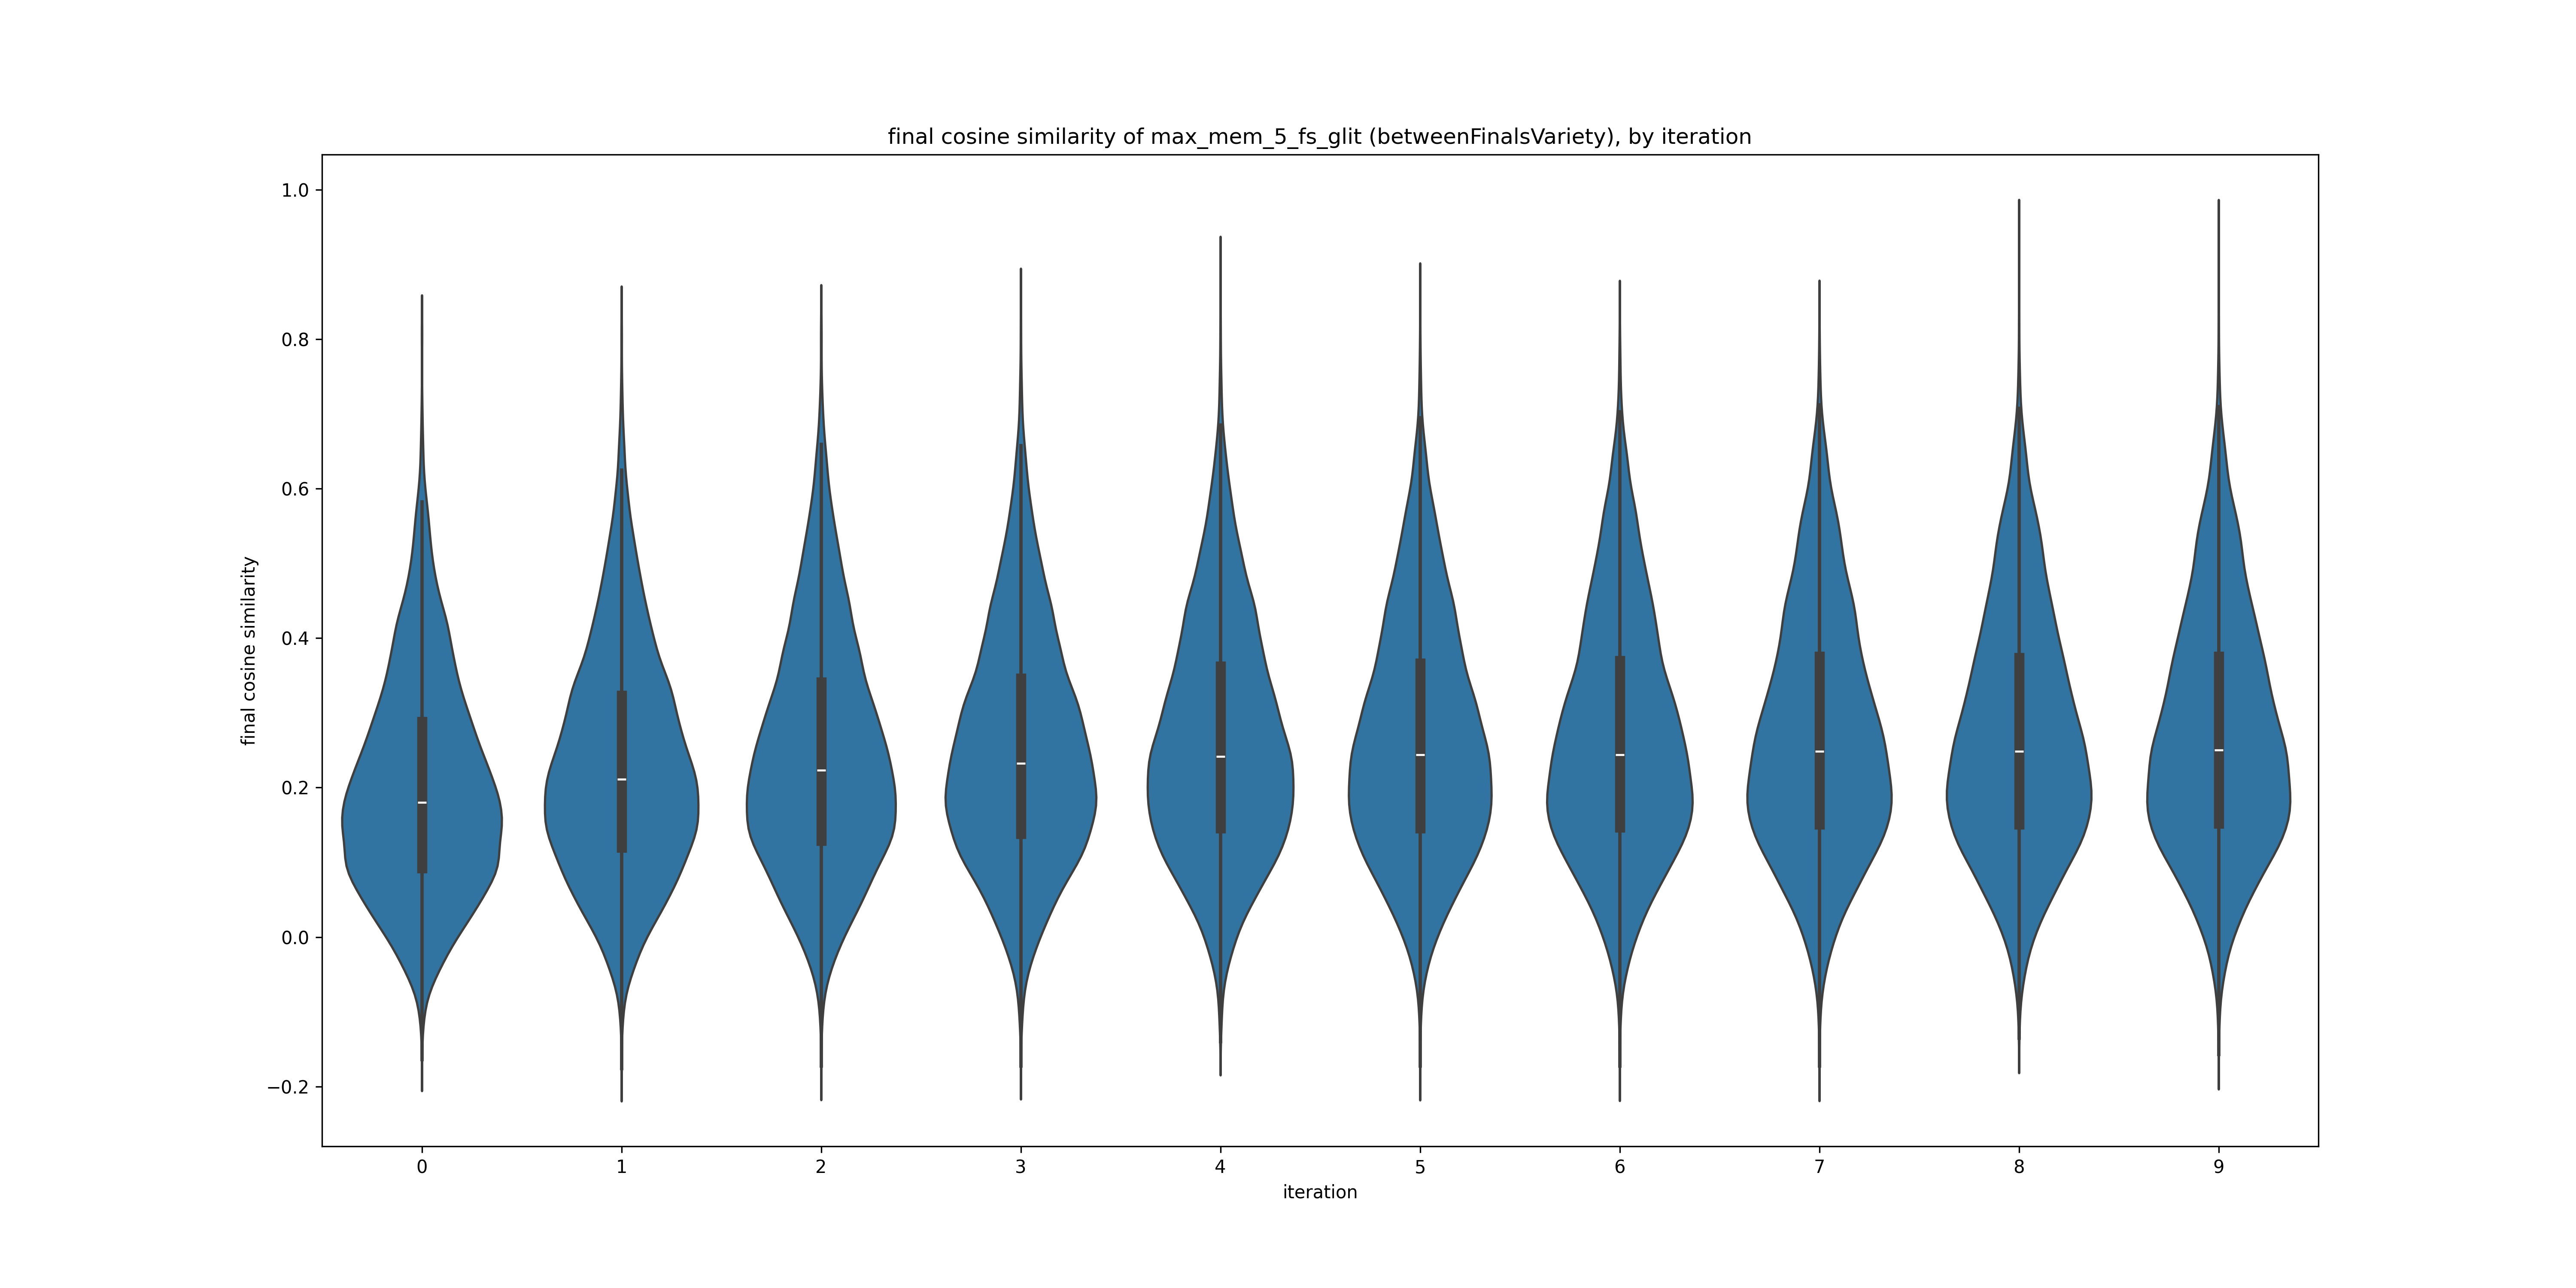 final cosine similarity of max_mem_5_fs_glit (betweenFinalsVariety), by iteration
final cosine similarity
1.0
0.8
0.6
0.4
0.2
0.0
−0.2
0 1 2 3 4 5 6 7 8 9
iteration